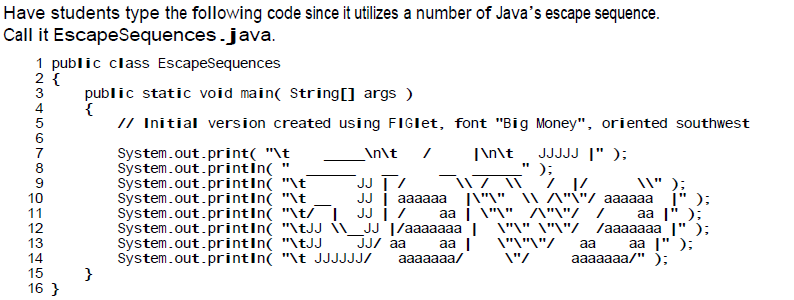 Have students type the following code since it utilizes a number of Java's escape sequence.
Call it EscapeSequences.java.
1 public class EscapeSequences
2 {
3     public static void main( String[] args )
4     {
5         // Initial version created using FIGlet, font "Big Money", oriented southwest
6
7         System.out.print( "\t     _____\n\t   /     |\n\t   JJJJJ |" );
8         System.out.println( "  ______   __     __  ______ " );
9         System.out.println( "\t      JJ | /      \\ /  \\   /  |/      \\" );
10         System.out.println( "\t __   JJ | aaaaaa  |\"\" \\ /\"\"/ aaaaaa  |" );
11         System.out.println( "\t/  |  JJ | /    aa | \"\"  /\"\"/ /    aa |" );
12         System.out.println( "\tJJ \\__JJ |/aaaaaaa |  \"\" \"\"/ /aaaaaaa |" );
13         System.out.println( "\tJJ    JJ/ aa    aa |   \"\"\"/  aa    aa |" );
14         System.out.println( "\t JJJJJJ/   aaaaaaa/     \"/    aaaaaaa/" );
15     }
16 }